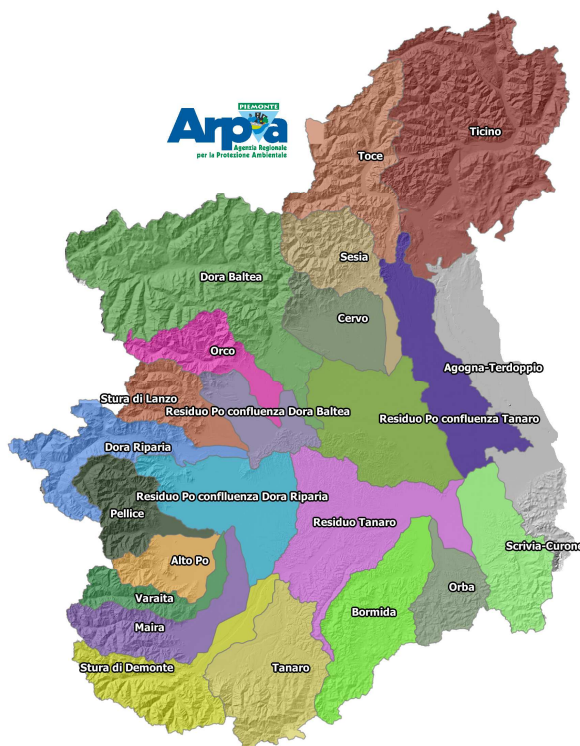 PIEMONTE
Arpa
Agenzia Regionale
per la Protezione Ambientale
Ticino
Toce
Sesia
Dora Baltea
Cervo
Orco
Agogna-Terdoppio
Stura di Lanzo
Residuo Po confluenza Dora Baltea
Residuo Po confluenza Tanaro
Dora Riparia
Residuo Po conflluenza Dora Riparia
Pellice
Residuo Tanaro
Scrivia-Curone
Alto Po
Orba
Varaita
Bormida
Maira
Stura di Demonte
Tanaro